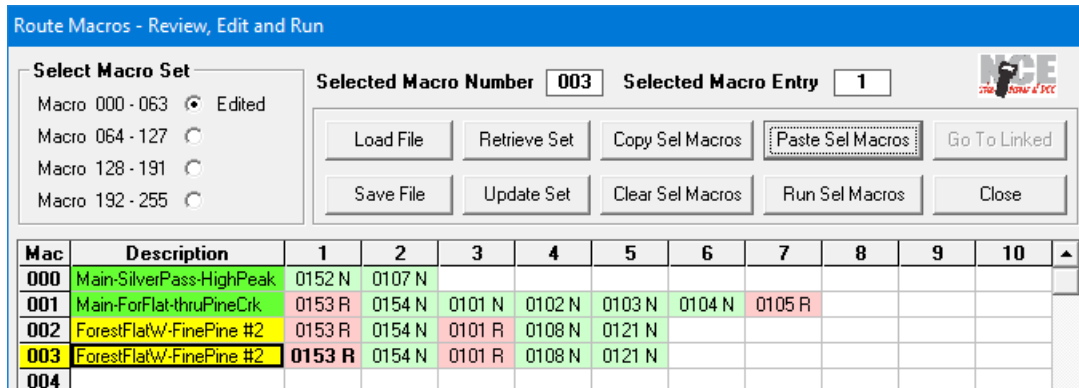 Route Macros - Review, Edit and Run
Select Macro Set
Macro 000 - 063 Edited
Macro 064 - 127
Macro 128 - 191
Macro 192 - 255
Selected Macro Number 003 Selected Macro Entry 1
NCE
Load File Retrieve Set Copy Sel Macros Paste Sel Macros Go To Linked
Save File Update Set Clear Sel Macros Run Sel Macros Close
Mac Description 1 2 3 4 5 6 7 8 9 10
000 Main-SilverPass-HighPeak 0152 N 0107 N
001 Main-ForFlat-thruPineCrk 0153 R 0154 N 0101 N 0102 N 0103 N 0104 N 0105 R
002 ForestFlatW-FinePine #2 0153 R 0154 N 0101 R 0108 N 0121 N
003 ForestFlatW-FinePine #2 0153 R 0154 N 0101 R 0108 N 0121 N
004